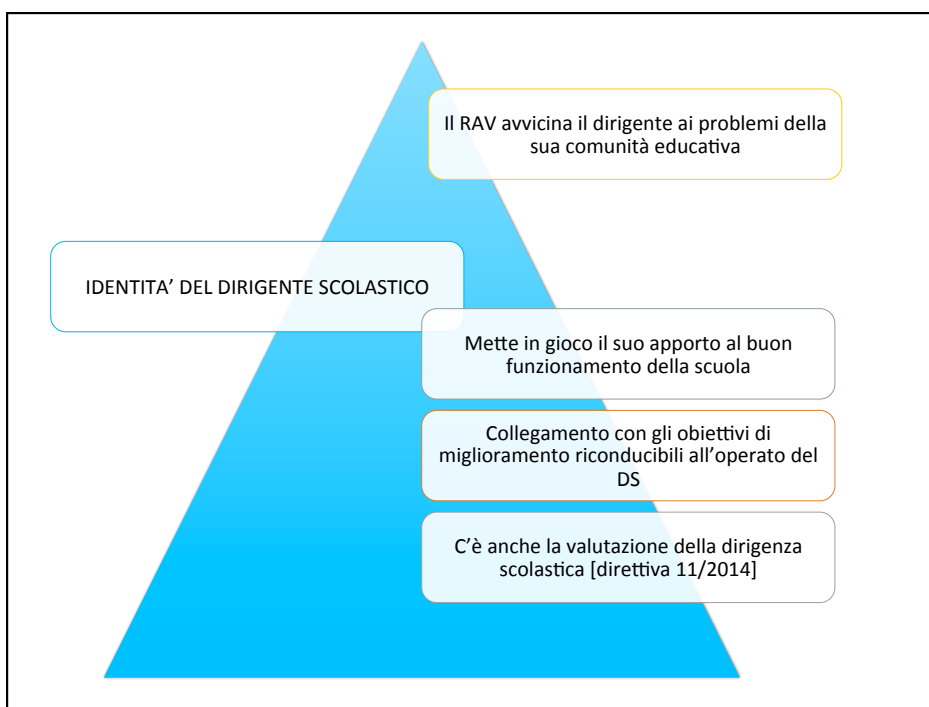 Il RAV avvicina il dirigente ai problemi della
sua comunità educativa
IDENTITA’ DEL DIRIGENTE SCOLASTICO
Mette in gioco il suo apporto al buon
funzionamento della scuola
Collegamento con gli obiettivi di
miglioramento riconducibili all’operato del
DS
C’è anche la valutazione della dirigenza
scolastica [direttiva 11/2014]